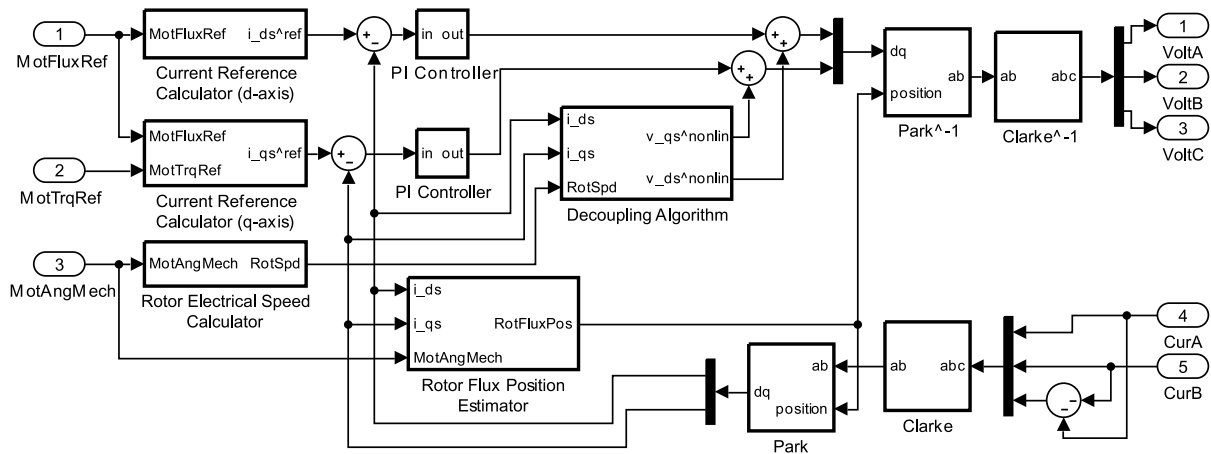 1
MotFluxRef
MotFluxRef
i_ds^ref
Current Reference
Calculator (d-axis)
+
−
in
out
PI Controller
+
+
+
+
dq
position
ab
Park^-1
ab
abc
Clarke^-1
1
VoltA
2
VoltB
3
VoltC
2
MotTrqRef
MotFluxRef
MotTrqRef
i_qs^ref
Current Reference
Calculator (q-axis)
+
−
in
out
PI Controller
i_ds
i_qs
RotSpd
v_qs^nonlin
v_ds^nonlin
Decoupling Algorithm
3
MotAngMech
MotAngMech
RotSpd
Rotor Electrical Speed
Calculator
i_ds
i_qs
MotAngMech
RotFluxPos
Rotor Flux Position
Estimator
dq
ab
position
Park
ab
abc
Clarke
−
−
4
CurA
5
CurB